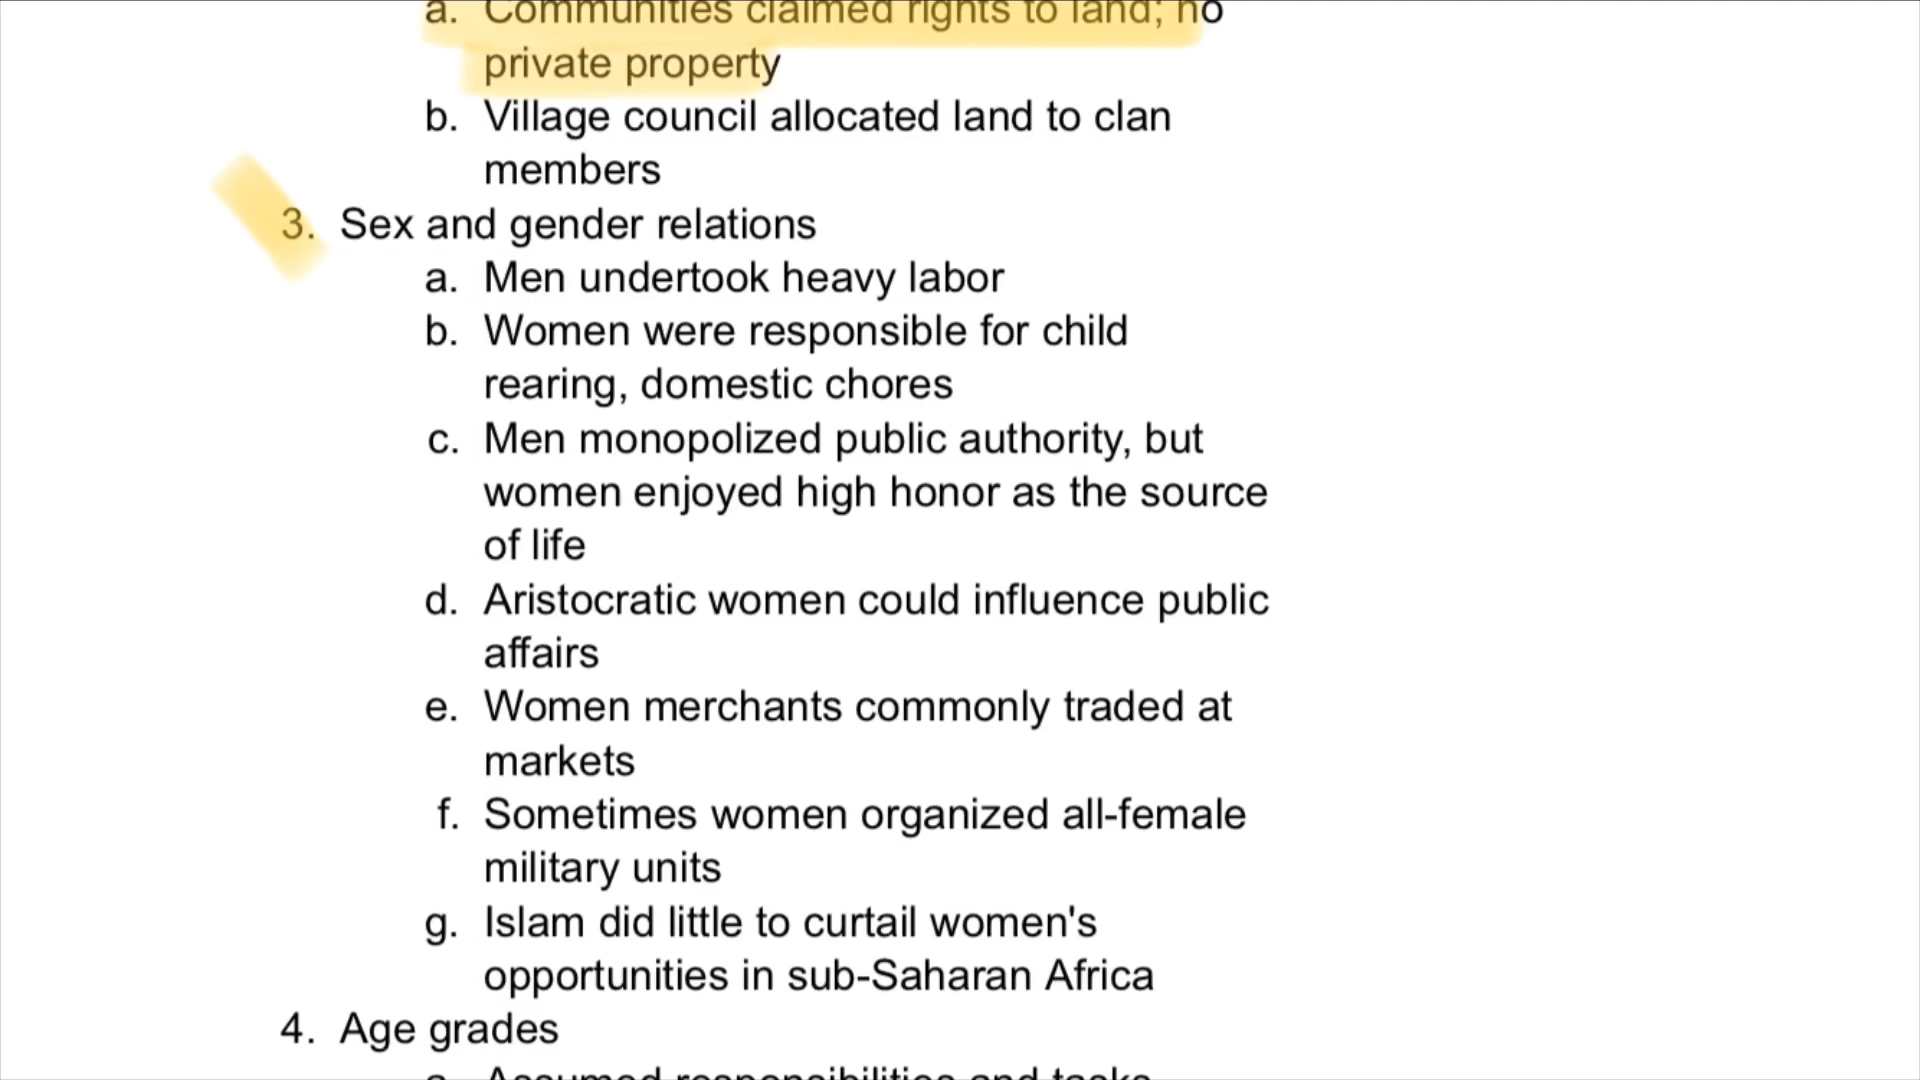 a. Communities claimed rights to land; no
private property
b. Village council allocated land to clan
members
3. Sex and gender relations
a. Men undertook heavy labor
b. Women were responsible for child
rearing, domestic chores
c. Men monopolized public authority, but
women enjoyed high honor as the source
of life
d. Aristocratic women could influence public
affairs
e. Women merchants commonly traded at
markets
f. Sometimes women organized all-female
military units
g. Islam did little to curtail women's
opportunities in sub-Saharan Africa
4. Age grades
a. Assumed responsibilities and tasks